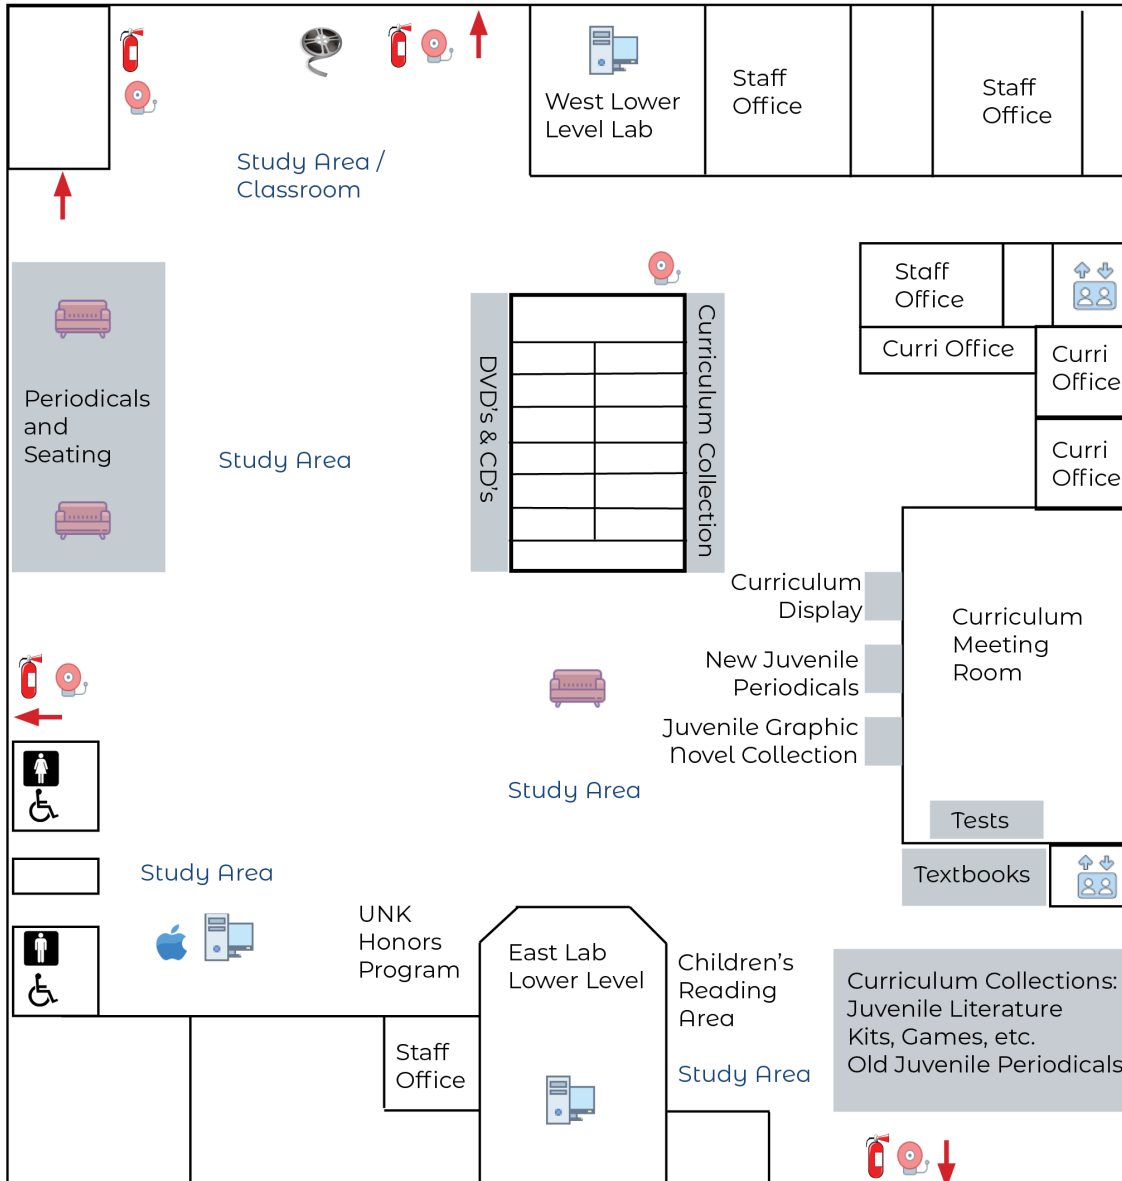 West Lower
Level Lab
Staff
Office
Staff
Office
Study Area /
Classroom
Staff
Office
Curri Office
Curri
Office
Curri
Office
Periodicals
and
Seating
Study Area
DVD's & CD's
Curriculum Collection
Curriculum
Display
New Juvenile
Periodicals
Juvenile Graphic
Novel Collection
Curriculum
Meeting
Room
Study Area
Tests
Textbooks
Study Area
UNK
Honors
Program
East Lab
Lower Level
Children's
Reading
Area
Study Area
Curriculum Collections:
Juvenile Literature
Kits, Games, etc.
Old Juvenile Periodicals
Staff
Office